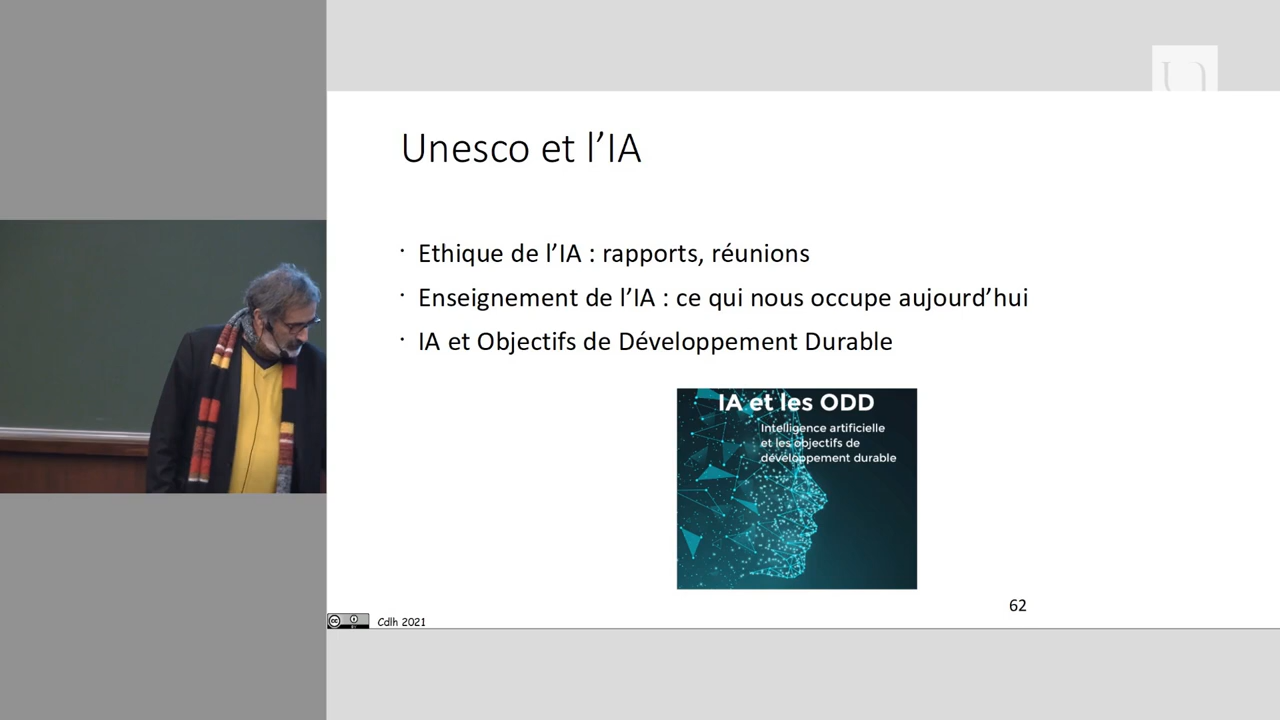 Unesco et l’IA
· Ethique de l’IA : rapports, réunions
· Enseignement de l’IA : ce qui nous occupe aujourd’hui
· IA et Objectifs de Développement Durable
IA et les ODD
Intelligence artificielle
et les objectifs de
développement durable
62
Cdlh 2021